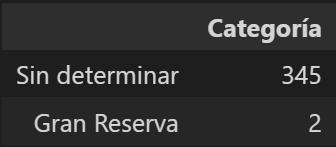 Categoría
Sin determinar 345
Gran Reserva 2